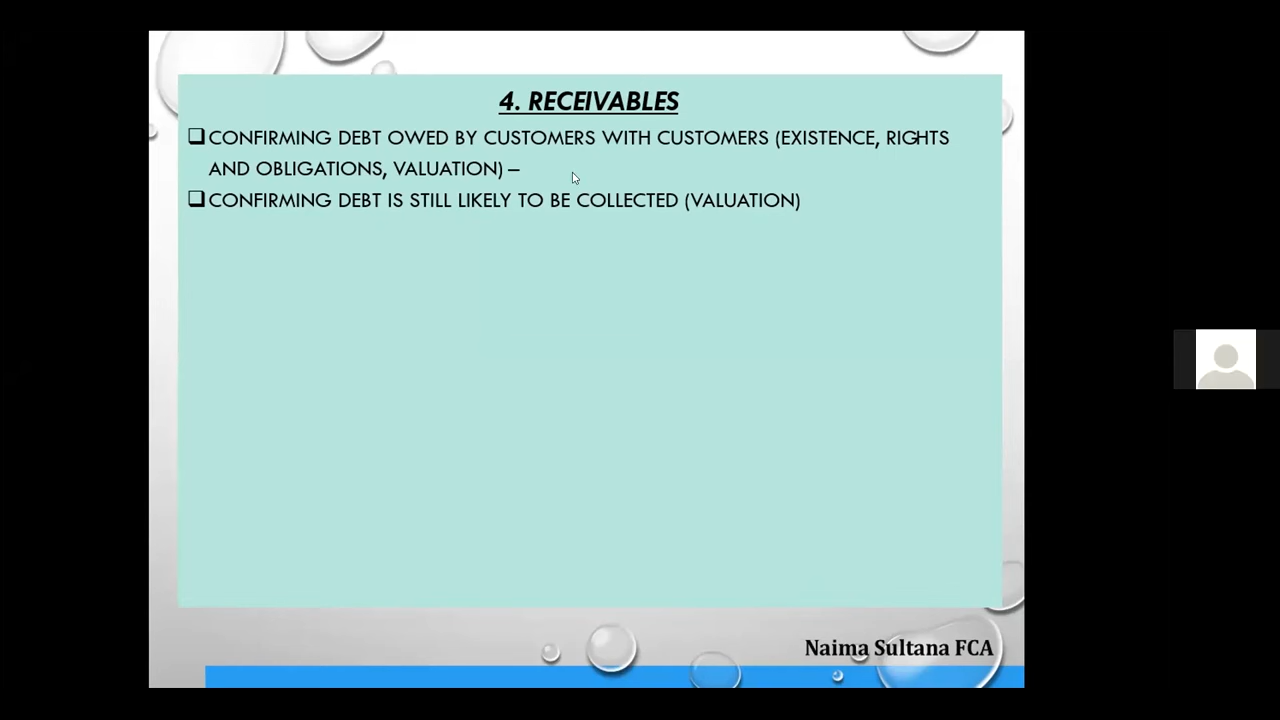 4. RECEIVABLES
CONFIRMING DEBT OWED BY CUSTOMERS WITH CUSTOMERS (EXISTENCE, RIGHTS
AND OBLIGATIONS, VALUATION) –
CONFIRMING DEBT IS STILL LIKELY TO BE COLLECTED (VALUATION)
Naima Sultana FCA